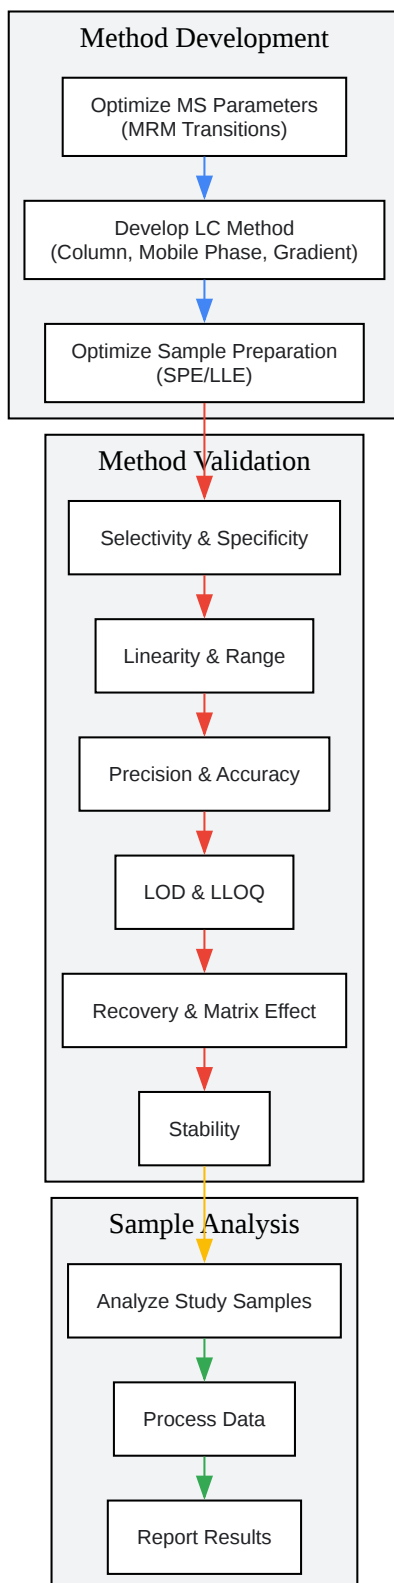 Method Development
Optimize MS Parameters
(MRM Transitions)
Develop LC Method
(Column, Mobile Phase, Gradient)
Optimize Sample Preparation
(SPE/LLE)
Method Validation
Selectivity & Specificity
Linearity & Range
Precision & Accuracy
LOD & LLOQ
Recovery & Matrix Effect
Stability
Sample Analysis
Analyze Study Samples
Process Data
Report Results